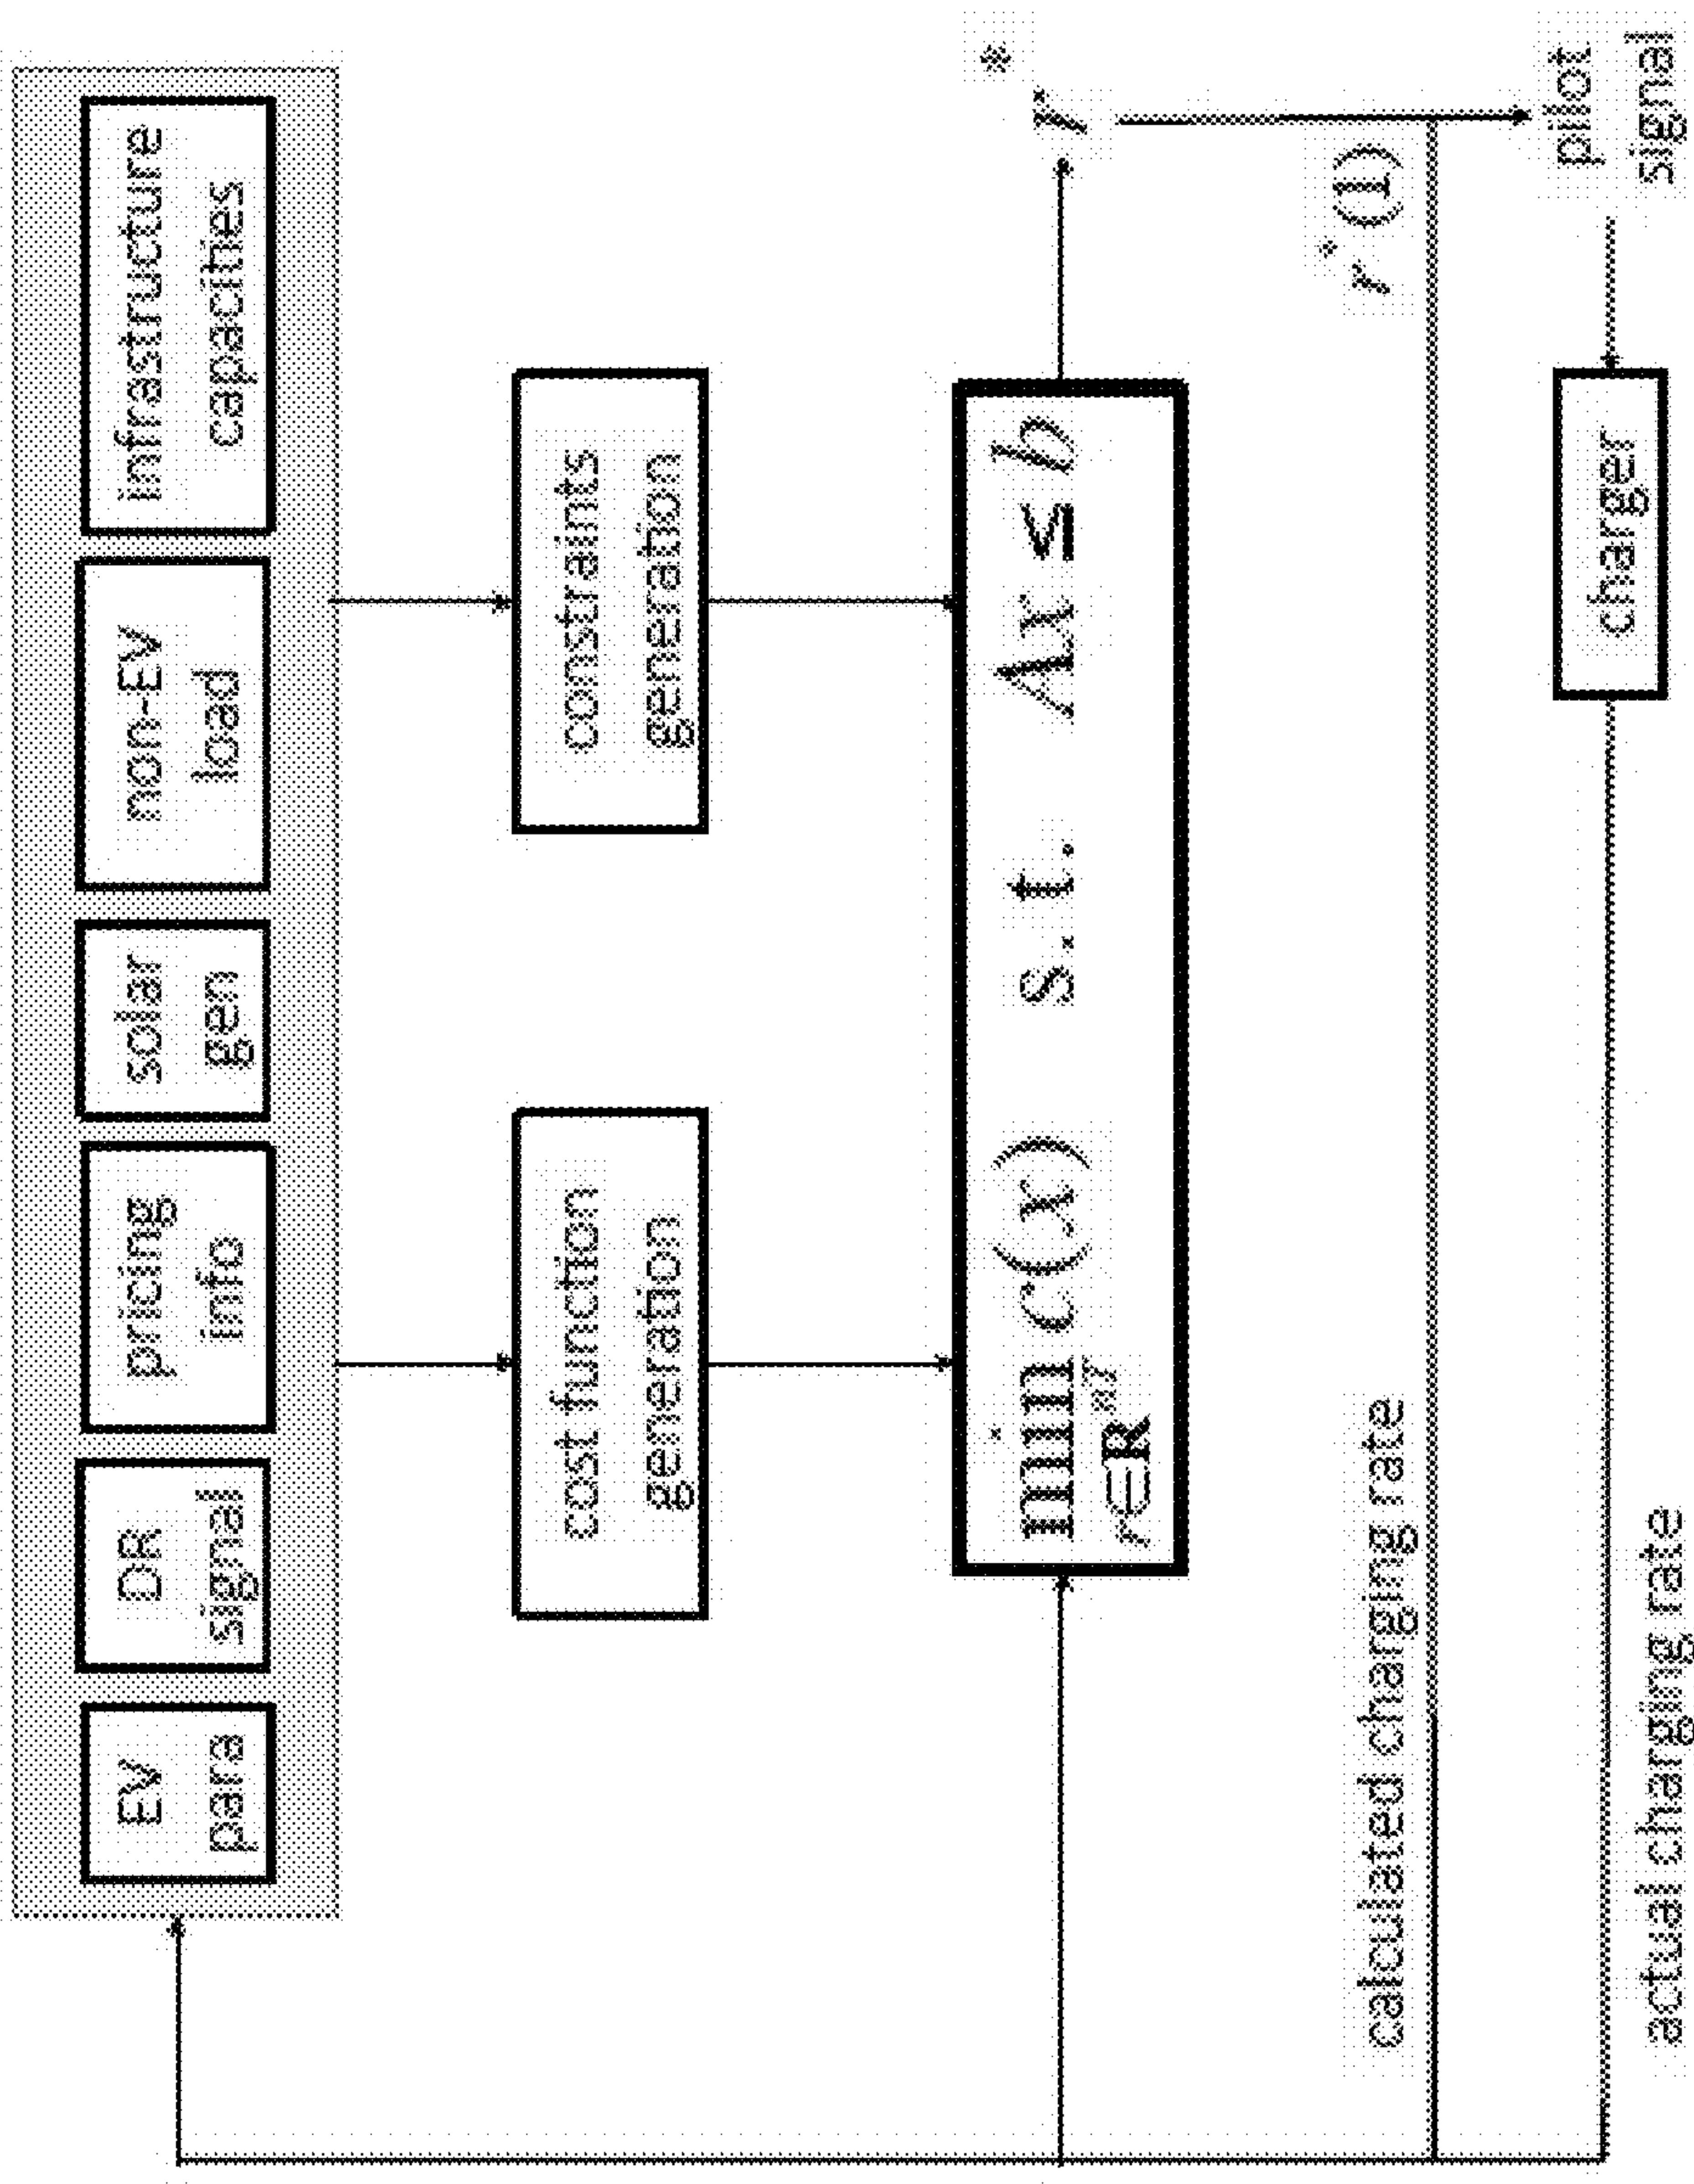 EV
para
DR
signal
pricing
info
solar
gen
non-EV
load
infrastructure
capacities
cost function
generation
constraints
generation
min c(x) s.t. Ax ≤ b
r∈R^{nT}
r*
r*(1)
calculated charging rate
pilot
signal
charger
actual charging rate